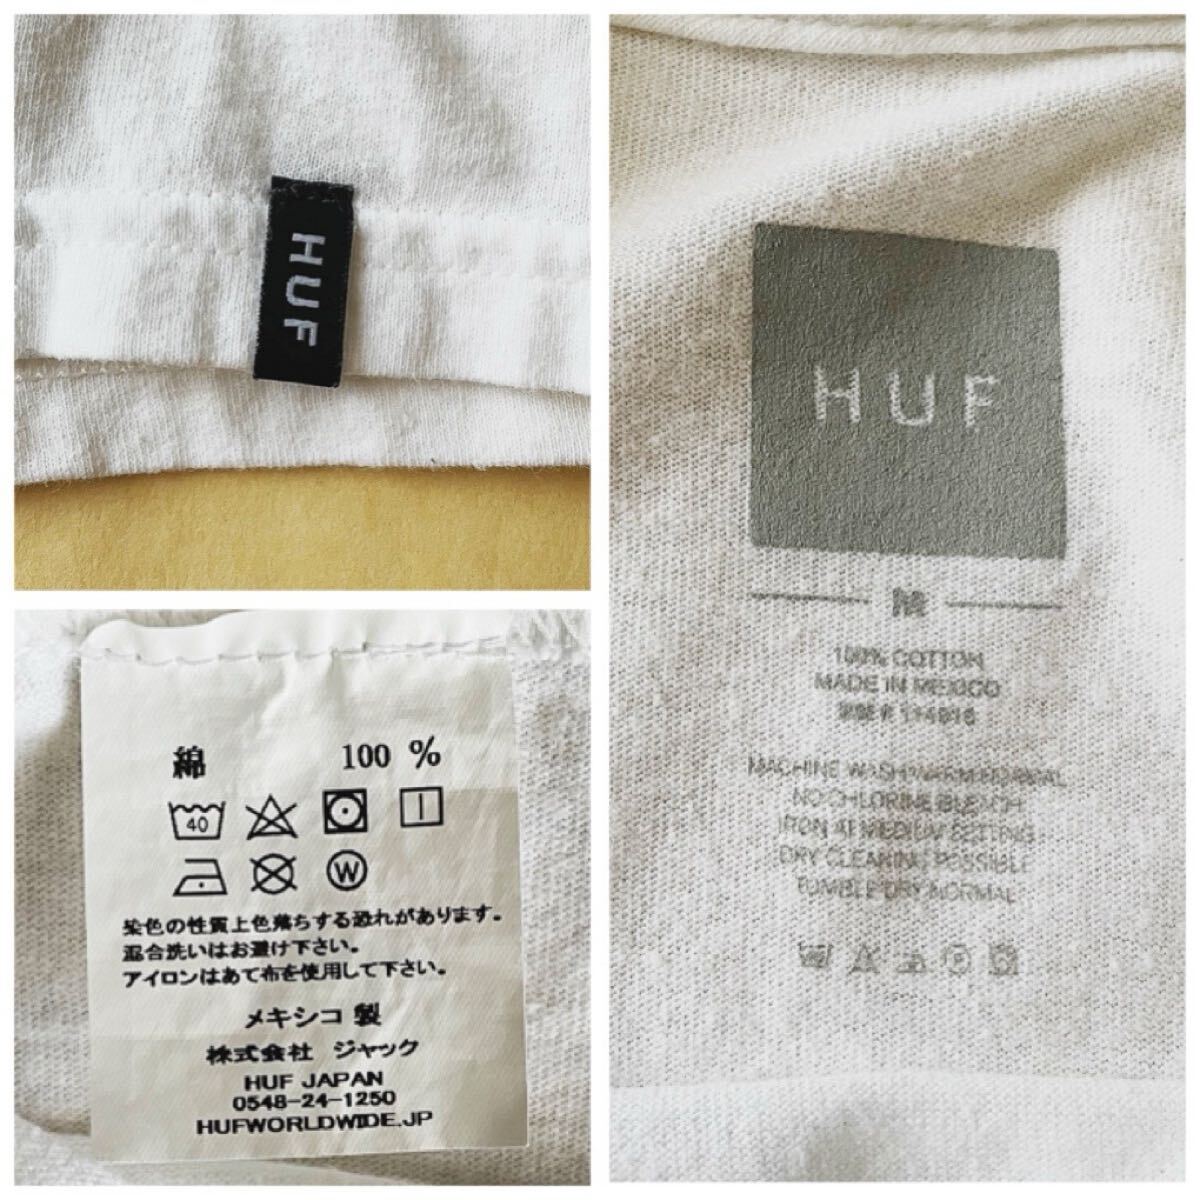 HUF
綿 100 %
40
W
染色の性質上色落ちする恐れがあります。
混合洗いはお避け下さい。
アイロンはあて布を使用して下さい。
メキシコ 製
株式会社 ジャック
HUF JAPAN
0548-24-1250
HUFWORLDWIDE.JP
HUF
M
100% COTTON
MADE IN MEXICO
MACHINE WASH WARM NORMAL
NO CHLORINE BLEACH
IRON AT MEDIUM SETTING
DRY CLEANING POSSIBLE
TUMBLE DRY NORMAL